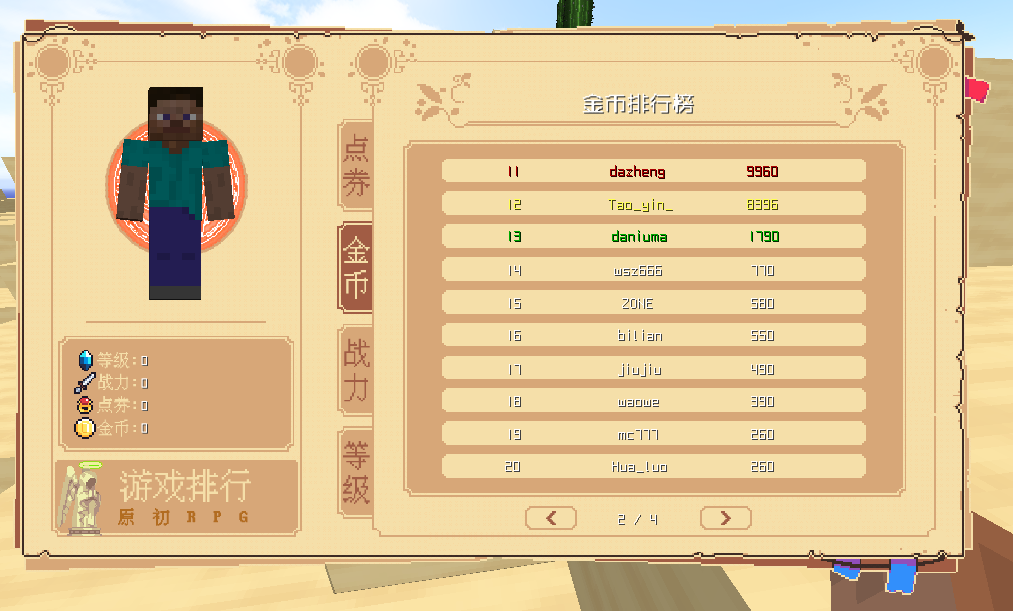 金币排行榜
点券
金币
战力
等级
11 dazheng 9960
12 Tao_yin_ 8396
13 daniuma 1790
14 wsz666 770
15 ZONE 580
16 bilian 550
17 jiujiu 490
18 waowe 390
19 mc777 260
20 Hua_luo 260
等级：0
战力：0
点券：0
金币：0
游戏排行
原初RPG
2 / 4